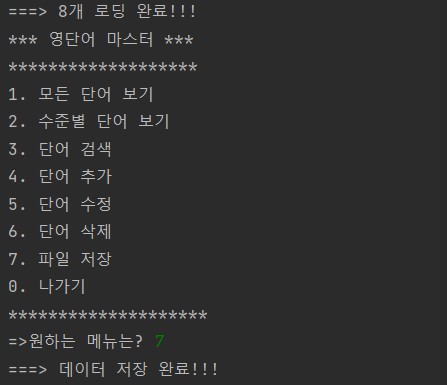 ===> 8개 로딩 완료!!!
*** 영단어 마스터 ***
*******************
1. 모든 단어 보기
2. 수준별 단어 보기
3. 단어 검색
4. 단어 추가
5. 단어 수정
6. 단어 삭제
7. 파일 저장
0. 나가기
********************
=>원하는 메뉴는? 7
===> 데이터 저장 완료!!!